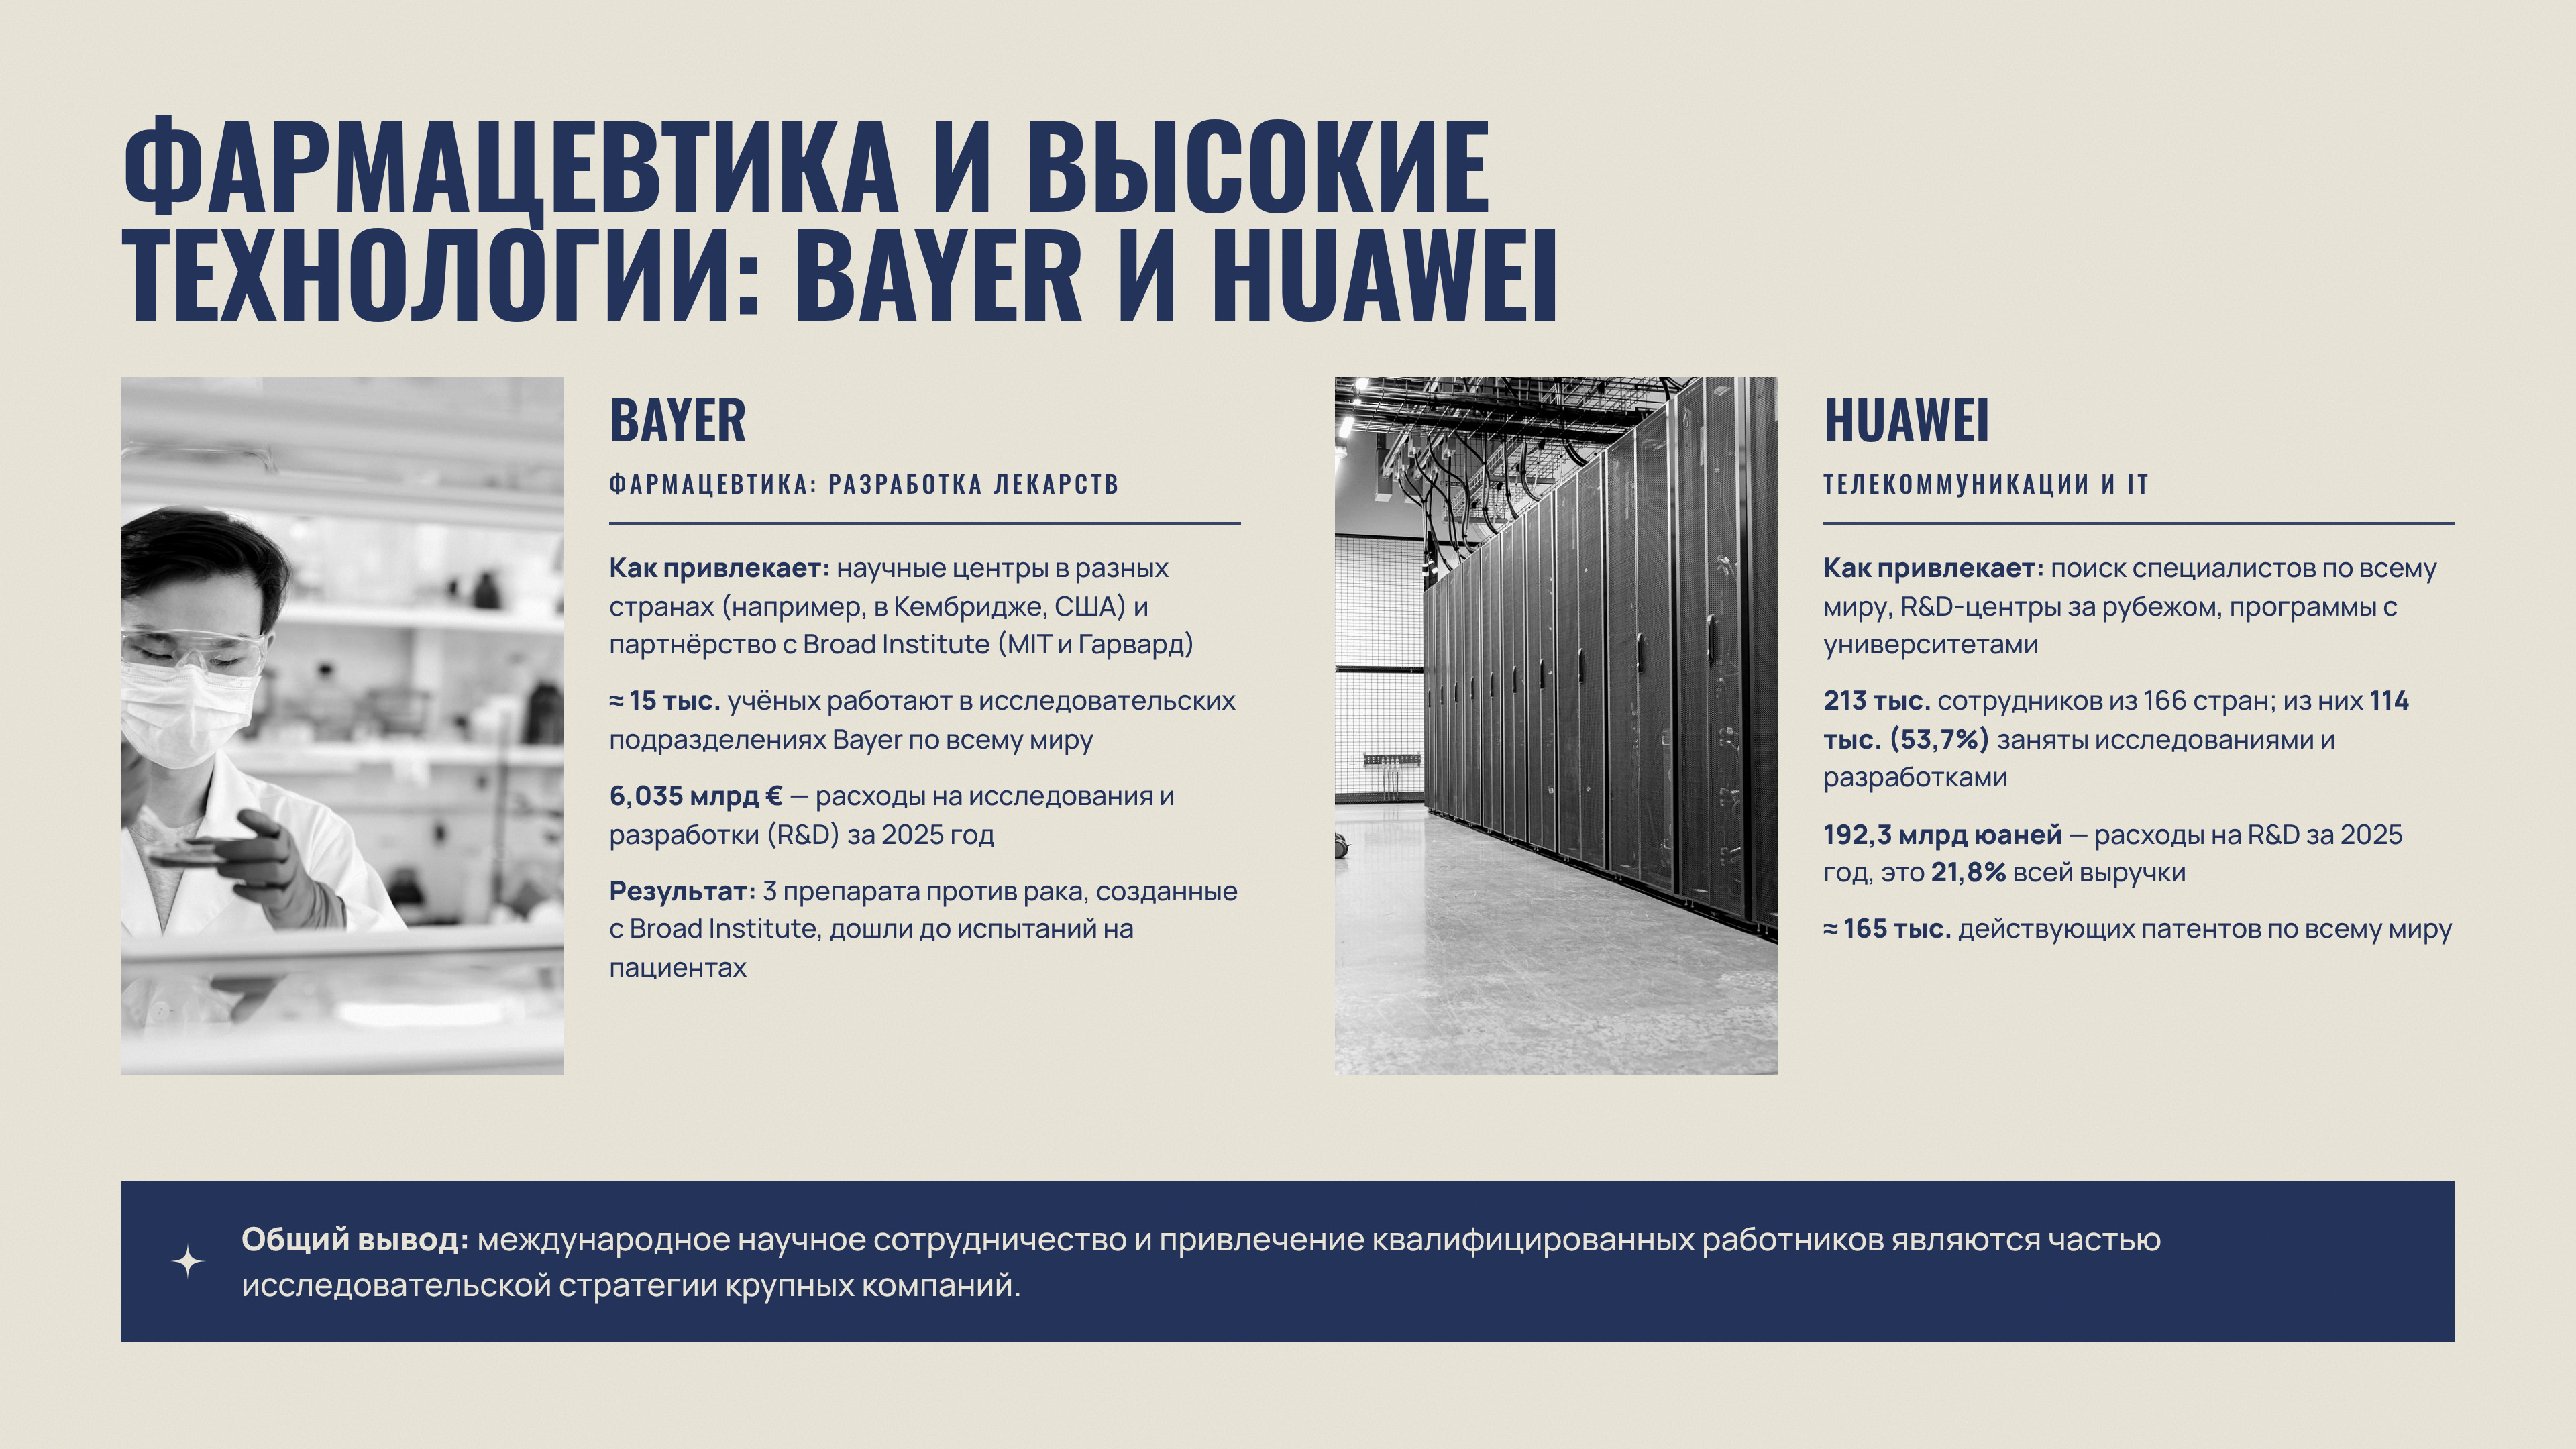 ФАРМАЦЕВТИКА И ВЫСОКИЕ
ТЕХНОЛОГИИ: BAYER И HUAWEI
BAYER
ФАРМАЦЕВТИКА: РАЗРАБОТКА ЛЕКАРСТВ
Как привлекает: научные центры в разных
странах (например, в Кембридже, США) и
партнёрство с Broad Institute (MIT и Гарвард)
≈ 15 тыс. учёных работают в исследовательских
подразделениях Bayer по всему миру
6,035 млрд € — расходы на исследования и
разработки (R&D) за 2025 год
Результат: 3 препарата против рака, созданные
с Broad Institute, дошли до испытаний на
пациентах
HUAWEI
ТЕЛЕКОММУНИКАЦИИ И IT
Как привлекает: поиск специалистов по всему
миру, R&D-центры за рубежом, программы с
университетами
213 тыс. сотрудников из 166 стран; из них 114
тыс. (53,7%) заняты исследованиями и
разработками
192,3 млрд юаней — расходы на R&D за 2025
год, это 21,8% всей выручки
≈ 165 тыс. действующих патентов по всему миру
Общий вывод: международное научное сотрудничество и привлечение квалифицированных работников являются частью
исследовательской стратегии крупных компаний.